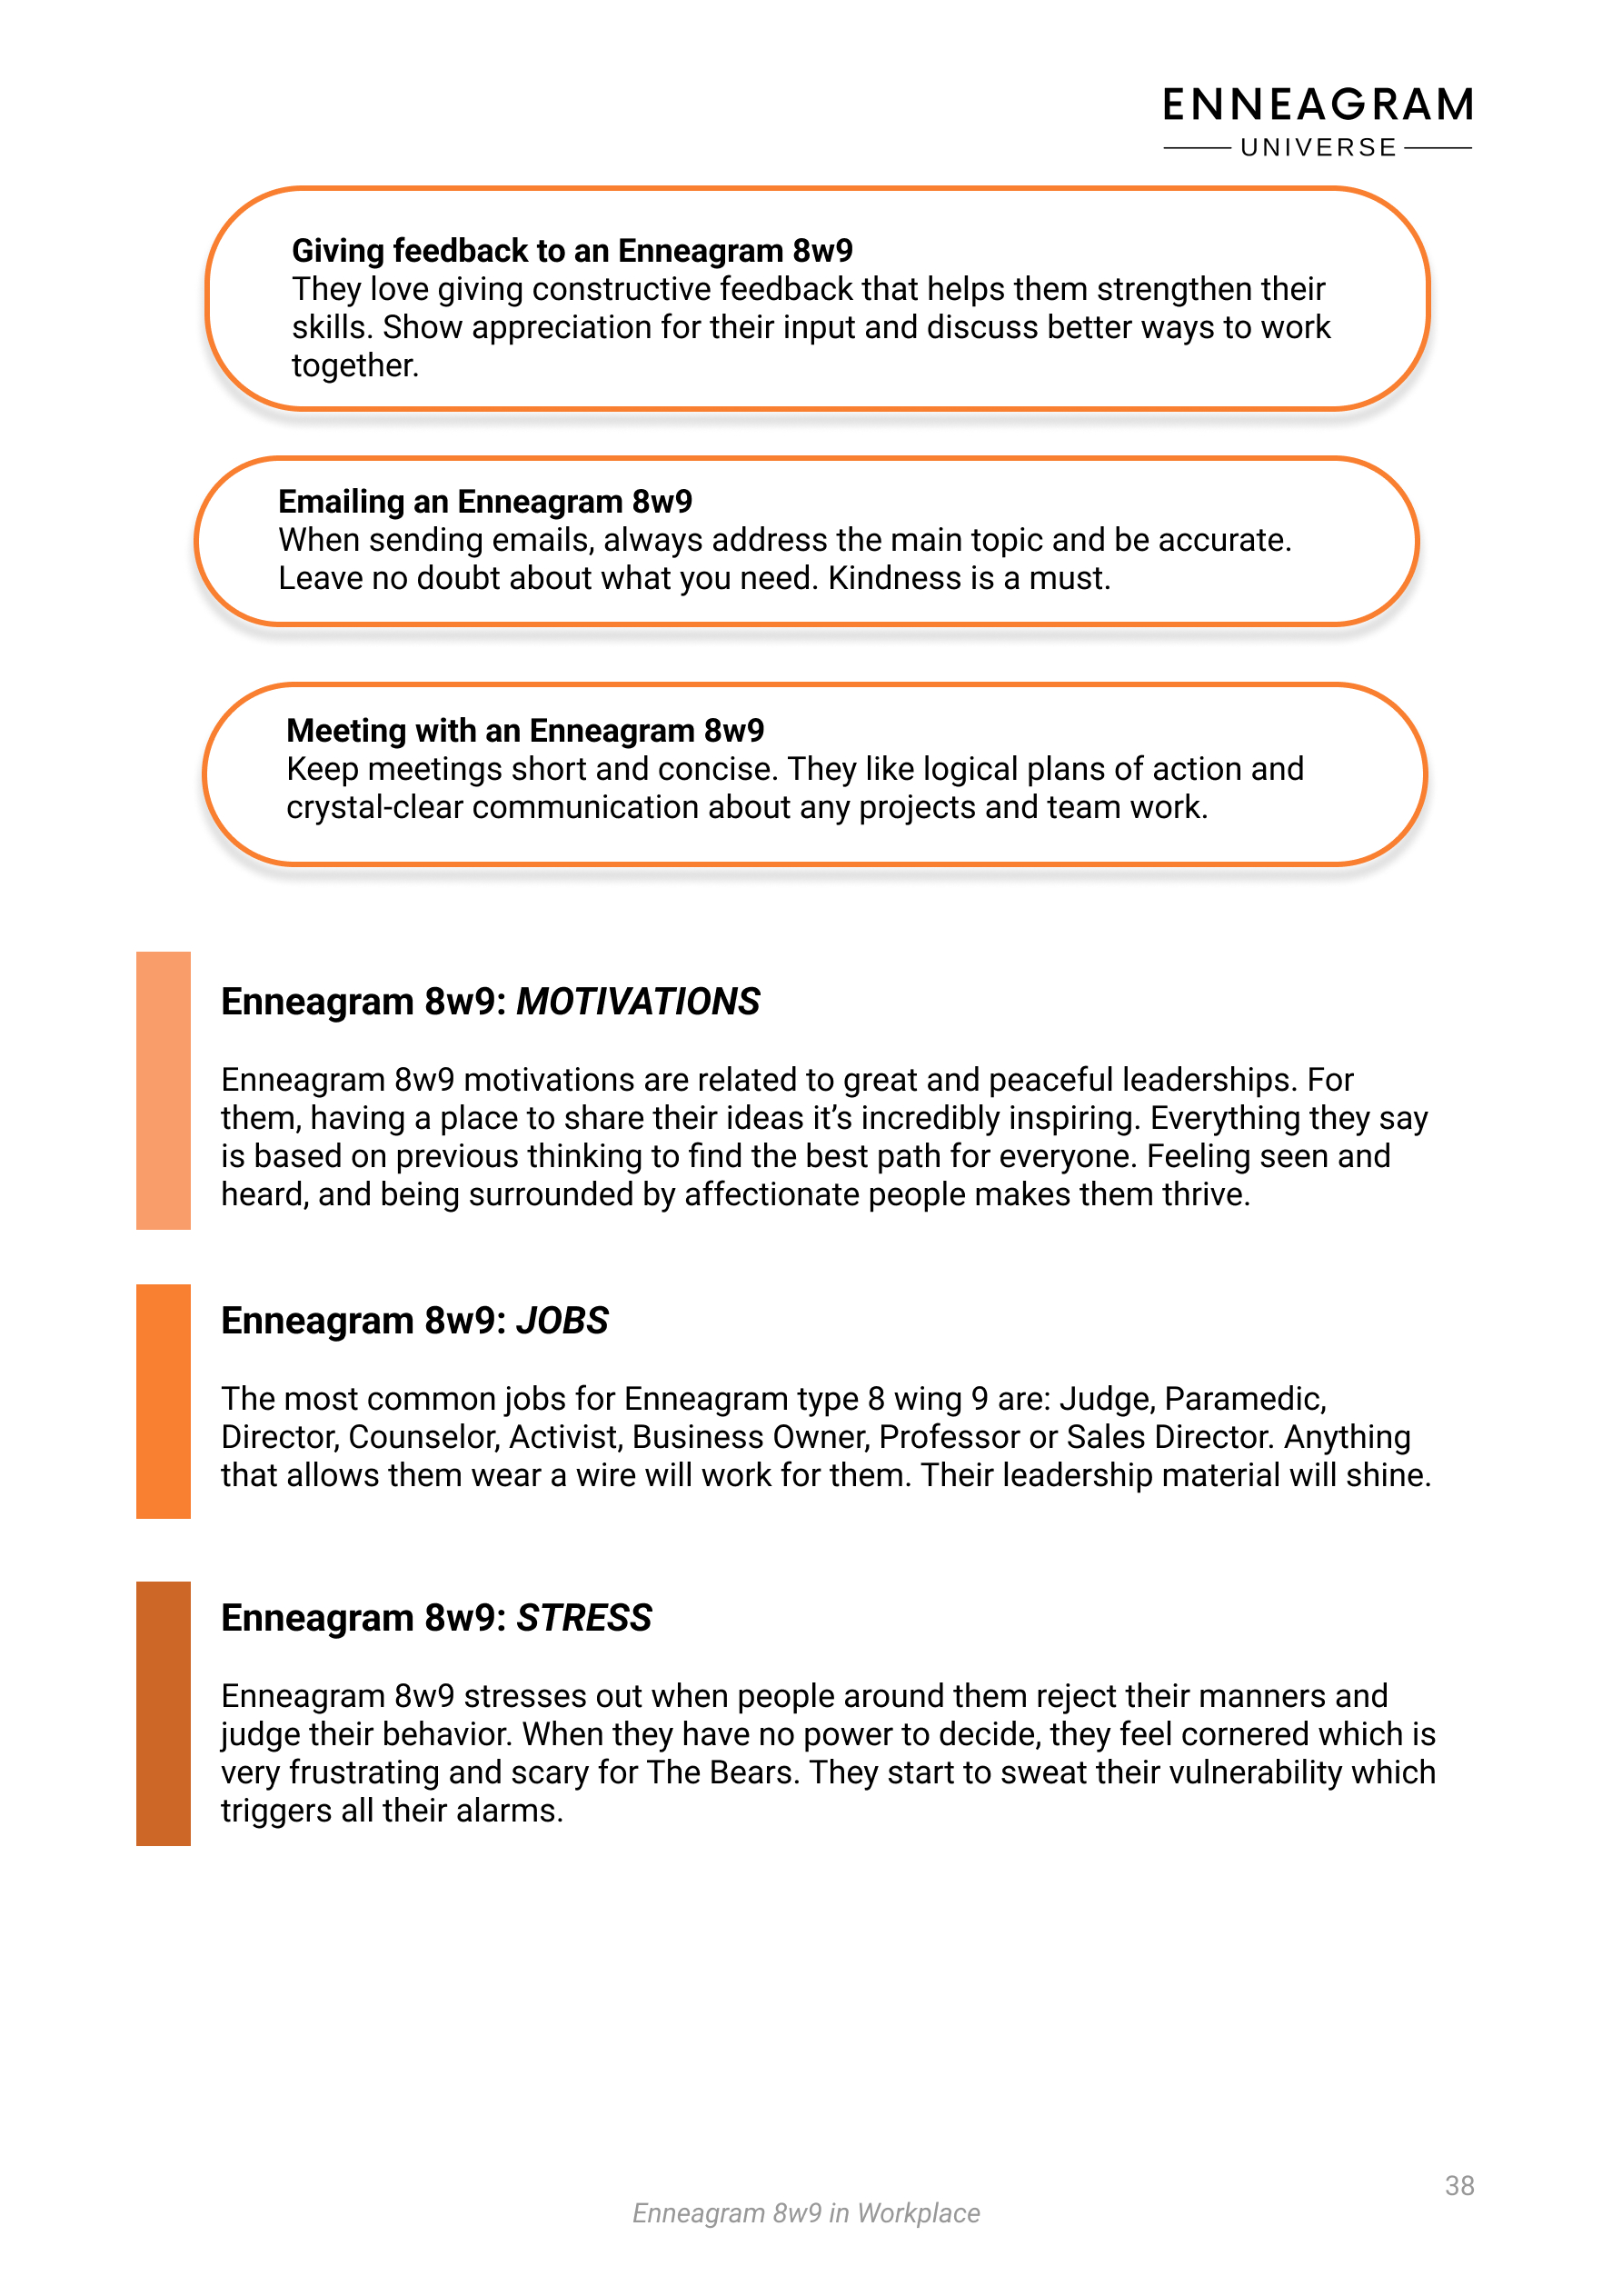 ENNEAGRAM
UNIVERSE
Giving feedback to an Enneagram 8w9
They love giving constructive feedback that helps them strengthen their
skills. Show appreciation for their input and discuss better ways to work
together.
Emailing an Enneagram 8w9
When sending emails, always address the main topic and be accurate.
Leave no doubt about what you need. Kindness is a must.
Meeting with an Enneagram 8w9
Keep meetings short and concise. They like logical plans of action and
crystal-clear communication about any projects and team work.
Enneagram 8w9: MOTIVATIONS
Enneagram 8w9 motivations are related to great and peaceful leaderships. For
them, having a place to share their ideas it’s incredibly inspiring. Everything they say
is based on previous thinking to find the best path for everyone. Feeling seen and
heard, and being surrounded by affectionate people makes them thrive.
Enneagram 8w9: JOBS
The most common jobs for Enneagram type 8 wing 9 are: Judge, Paramedic,
Director, Counselor, Activist, Business Owner, Professor or Sales Director. Anything
that allows them wear a wire will work for them. Their leadership material will shine.
Enneagram 8w9: STRESS
Enneagram 8w9 stresses out when people around them reject their manners and
judge their behavior. When they have no power to decide, they feel cornered which is
very frustrating and scary for The Bears. They start to sweat their vulnerability which
triggers all their alarms.
38
Enneagram 8w9 in Workplace